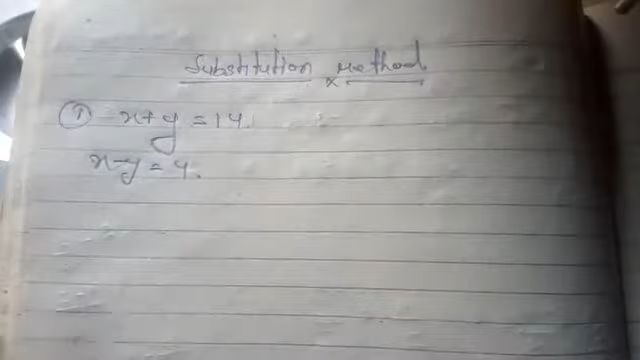 Substitution Method
① x+y = 14.
x-y = 4.